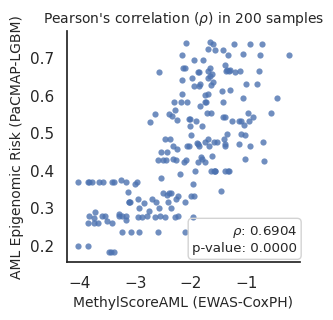 Pearson's correlation (ρ) in 200 samples
AML Epigenomic Risk (PaCMAP-LGBM)
0.7
0.6
0.5
0.4
0.3
0.2
ρ: 0.6904
p-value: 0.0000
−4
−3
−2
−1
MethylScoreAML (EWAS-CoxPH)